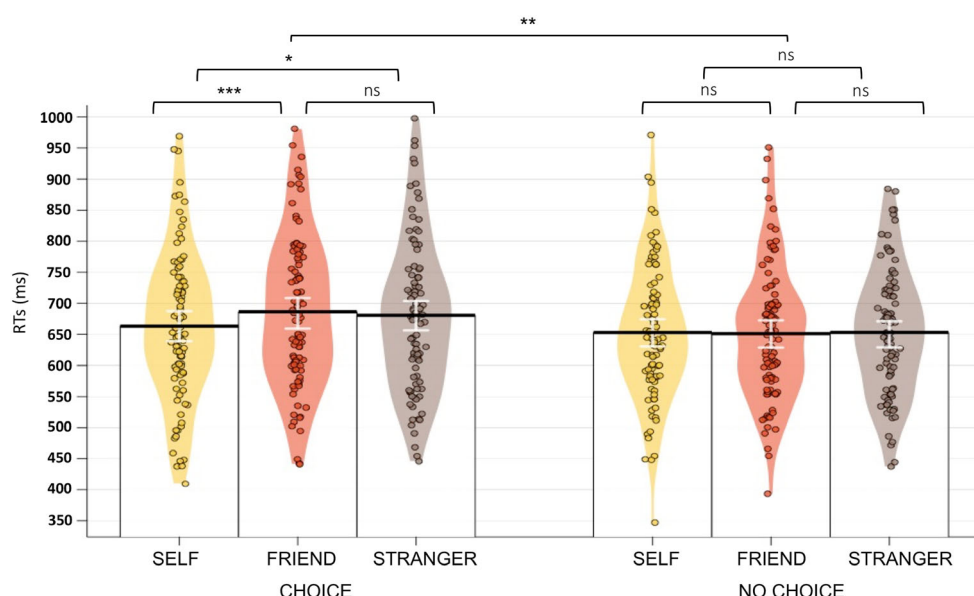 **
*
ns
***
ns
ns
ns
1000
950
900
850
800
750
700
650
600
550
500
450
400
350
RTs (ms)
SELF
FRIEND
STRANGER
SELF
FRIEND
STRANGER
CHOICE
NO CHOICE